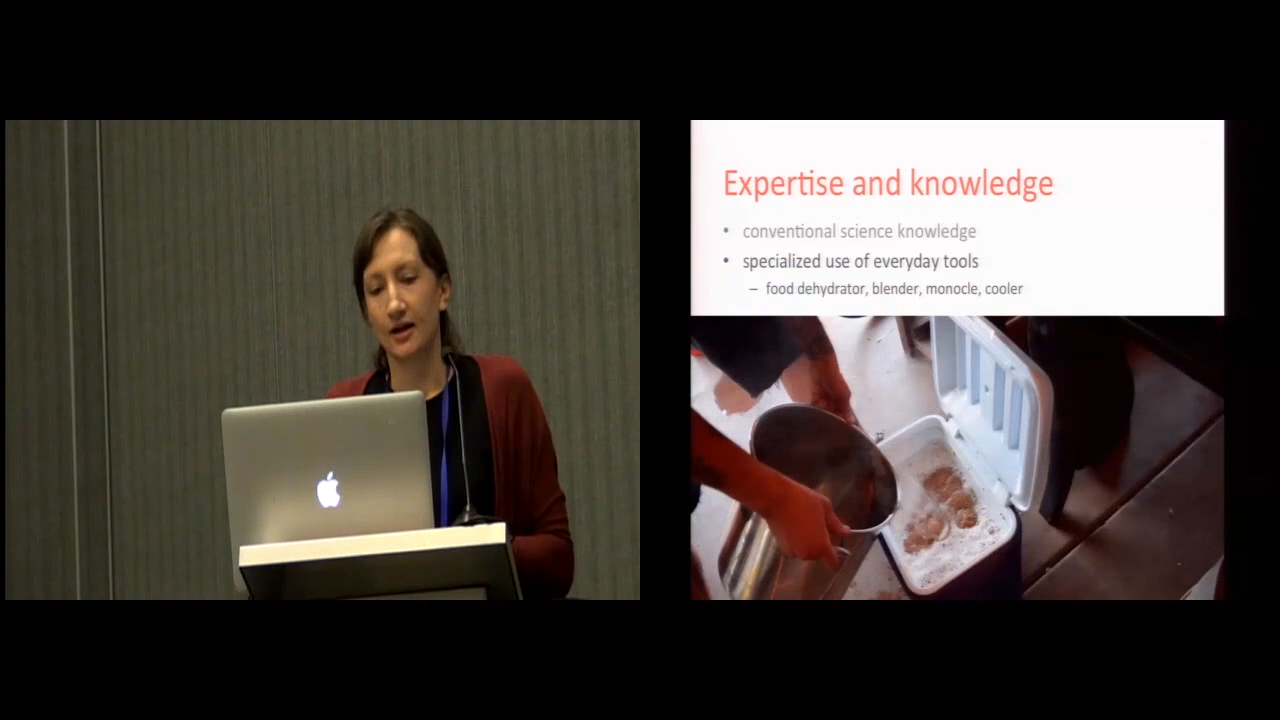 Expertise and knowledge
• conventional science knowledge
• specialized use of everyday tools
– food dehydrator, blender, monocle, cooler